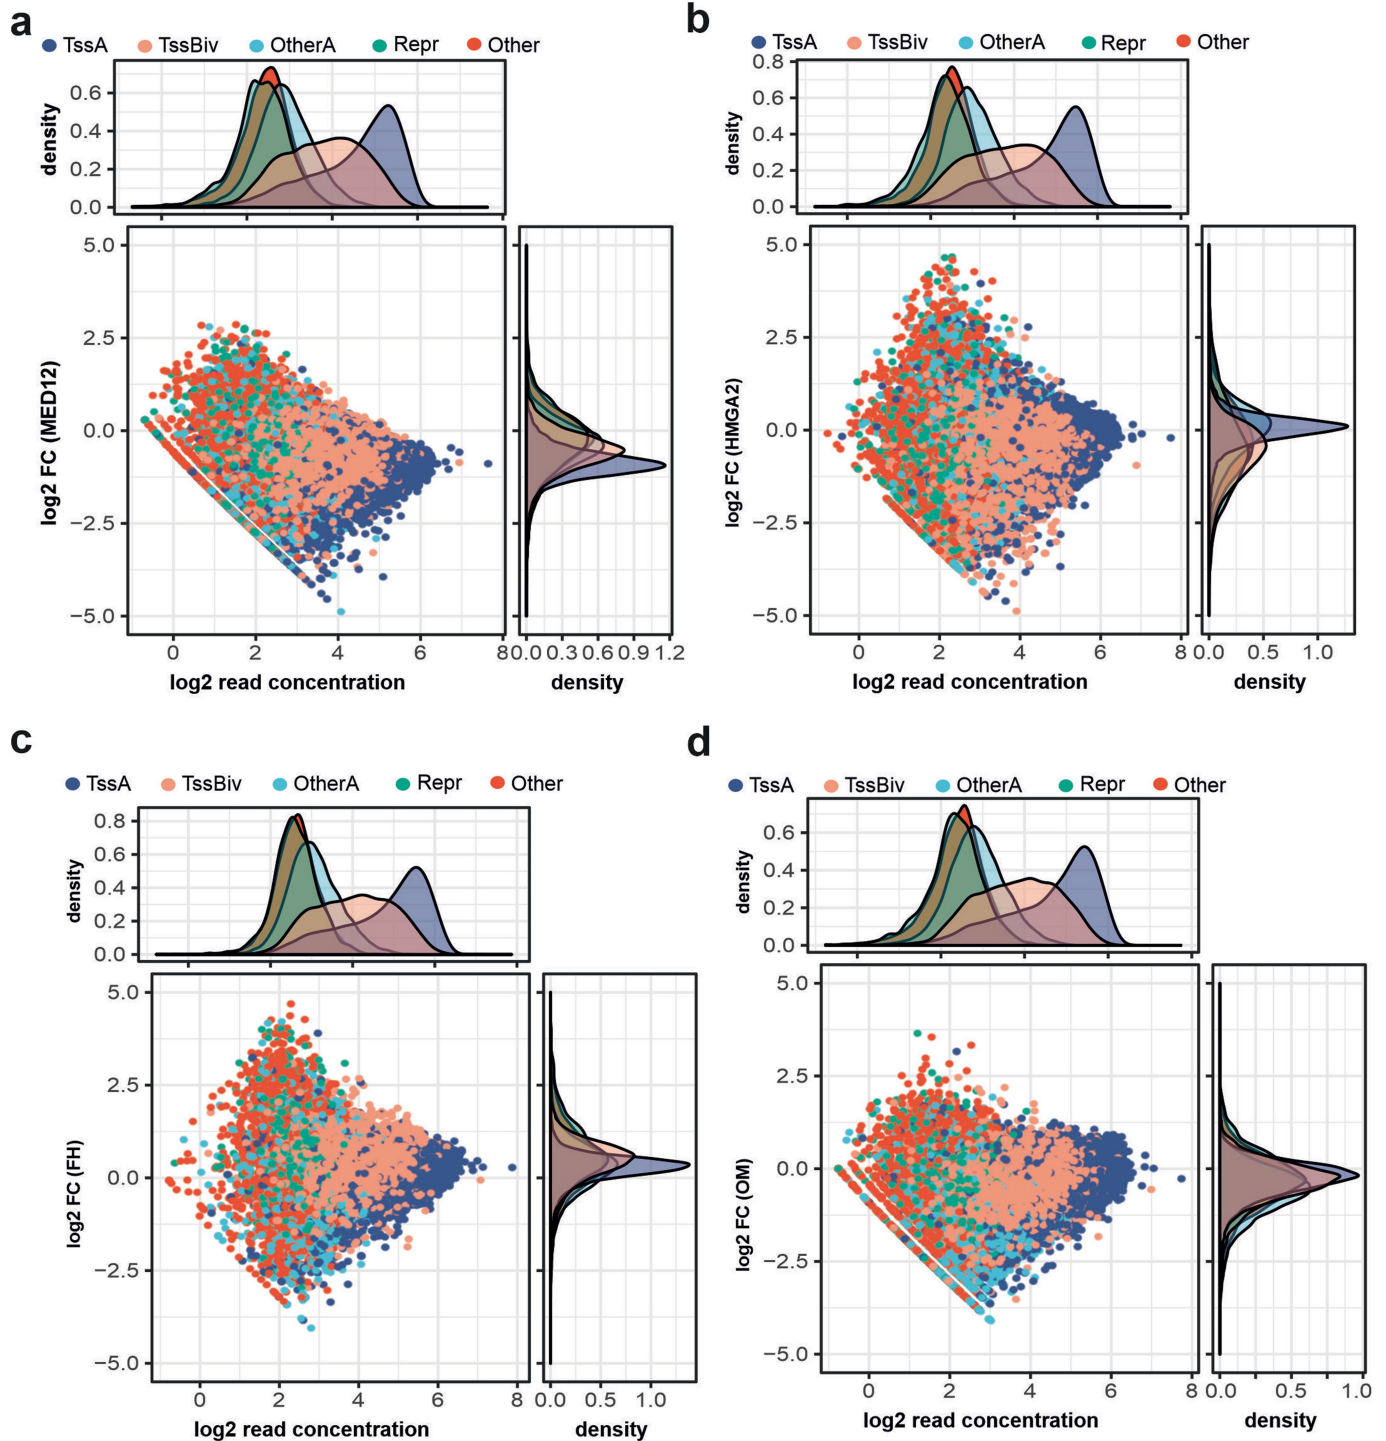 a
TssA TssBiv OtherA Repr Other
density
0.6
0.4
0.2
0.0
log2 FC (MED12)
5.0
2.5
0.0
−2.5
−5.0
0 2 4 6 8
0.0 0.3 0.6 0.9 1.2
log2 read concentration
density
b
TssA TssBiv OtherA Repr Other
density
0.8
0.6
0.4
0.2
0.0
log2 FC (HMGA2)
5.0
2.5
0.0
−2.5
−5.0
0 2 4 6 8
0.0 0.5 1.0
log2 read concentration
density
c
TssA TssBiv OtherA Repr Other
density
0.8
0.6
0.4
0.2
0.0
log2 FC (FH)
5.0
2.5
0.0
−2.5
−5.0
0 2 4 6 8
0.0 0.5 1.0
log2 read concentration
density
d
TssA TssBiv OtherA Repr Other
density
0.6
0.4
0.2
0.0
log2 FC (OM)
5.0
2.5
0.0
−2.5
−5.0
0 2 4 6 8
0.0 0.5 1.0
log2 read concentration
density